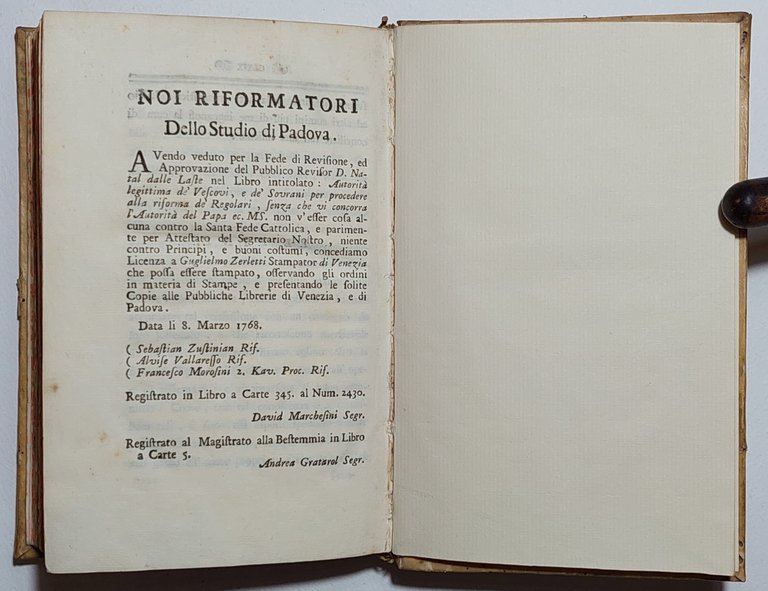 NOI RIFORMATORI
Dello Studio di Padova.
AVendo veduto per la Fede di Revisione, ed
Approvazione del Pubblico Revisor D. Na-
tal dalle Laste nel Libro intitolato: Autorità
legittima de' Vescovi, e de' Sovrani per procedere
alla riforma de' Regolari, senza che vi concorra
l'Autorità del Papa ec. MS. non v'esser cosa al-
cuna contro la Santa Fede Cattolica, e parimen-
te per Attestato del Segretario Nostro, niente
contro Principi, e buoni costumi, concediamo
Licenza a Guglielmo Zerletti Stampator di Venezia
che possa essere stampato, osservando gli ordini
in materia di Stampe, e presentando le solite
Copie alle Pubbliche Librerie di Venezia, e di
Padova.
Data li 8. Marzo 1768.
( Sebastian Zustinian Rif.
( Alvise Vallaresso Rif.
( Francesco Morosini 2. Kav. Proc. Rif.
Registrato in Libro a Carte 345. al Num. 2430.
David Marchesini Segr.
Registrato al Magistrato alla Bestemmia in Libro
a Carte 5.
Andrea Gratarol Segr.